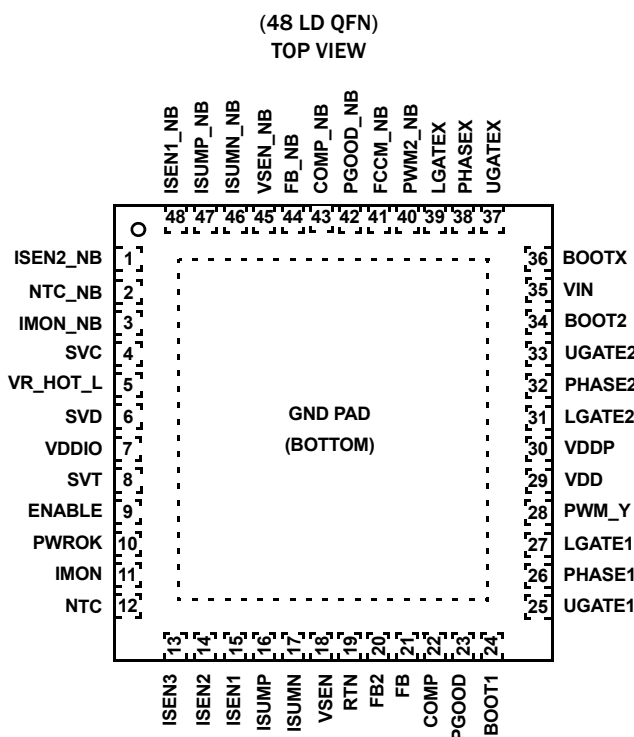 (48 LD QFN)
TOP VIEW
ISEN1_NB
ISUMP_NB
ISUMN_NB
VSEN_NB
FB_NB
COMP_NB
PGOOD_NB
FCCM_NB
PWM2_NB
LGATEX
PHASEX
UGATEX
48 47 46 45 44 43 42 41 40 39 38 37
ISEN2_NB 1
NTC_NB 2
IMON_NB 3
SVC 4
VR_HOT_L 5
SVD 6
VDDIO 7
SVT 8
ENABLE 9
PWROK 10
IMON 11
NTC 12
GND PAD
(BOTTOM)
36 BOOTX
35 VIN
34 BOOT2
33 UGATE2
32 PHASE2
31 LGATE2
30 VDDP
29 VDD
28 PWM_Y
27 LGATE1
26 PHASE1
25 UGATE1
13 14 15 16 17 18 19 20 21 22 23 24
ISEN3
ISEN2
ISEN1
ISUMP
ISUMN
VSEN
RTN
FB2
FB
COMP
PGOOD
BOOT1